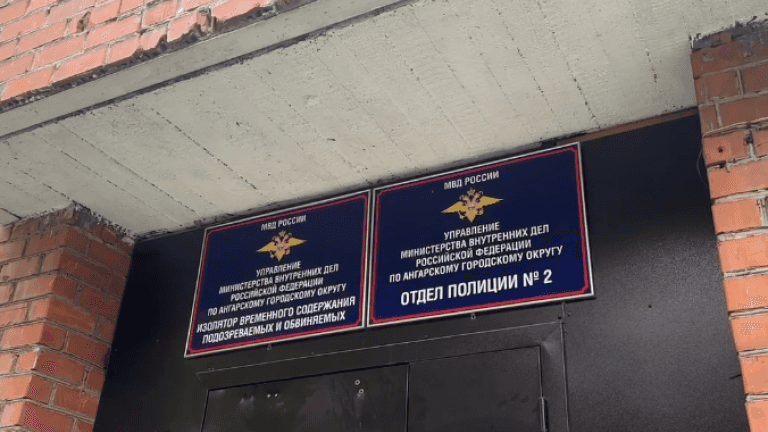 МВД РОССИИ
УПРАВЛЕНИЕ
МИНИСТЕРСТВА ВНУТРЕННИХ ДЕЛ
РОССИЙСКОЙ ФЕДЕРАЦИИ
ПО АНГАРСКОМУ ГОРОДСКОМУ ОКРУГУ
ИЗОЛЯТОР ВРЕМЕННОГО СОДЕРЖАНИЯ
ПОДОЗРЕВАЕМЫХ И ОБВИНЯЕМЫХ
МВД РОССИИ
УПРАВЛЕНИЕ
МИНИСТЕРСТВА ВНУТРЕННИХ ДЕЛ
РОССИЙСКОЙ ФЕДЕРАЦИИ
ПО АНГАРСКОМУ ГОРОДСКОМУ ОКРУГУ
ОТДЕЛ ПОЛИЦИИ № 2